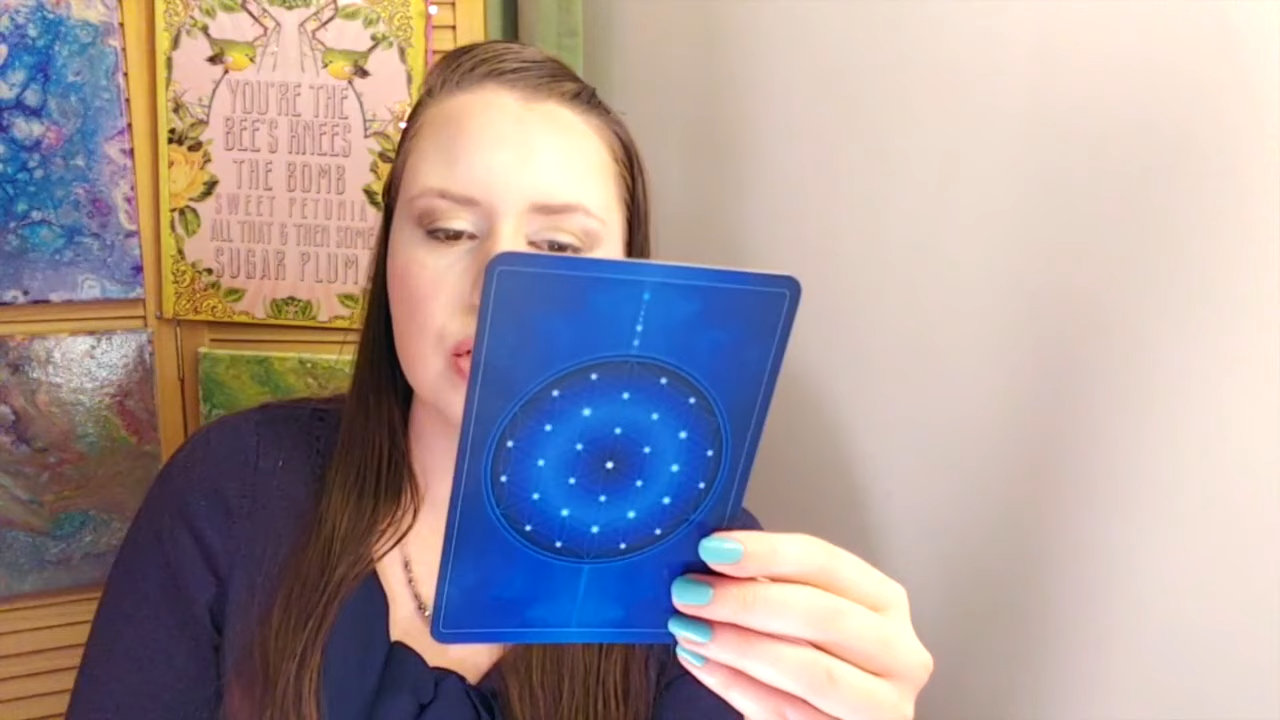 YOU'RE THE
BEE'S KNEES
THE BOMB
SWEET PETUNIA
ALL THAT & THEN SOME
SUGAR PLUM